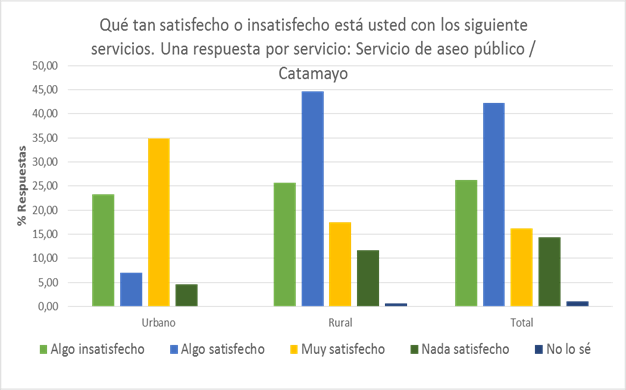 Qué tan satisfecho o insatisfecho está usted con los siguiente
servicios. Una respuesta por servicio: Servicio de aseo público /
Catamayo
50,00
45,00
40,00
35,00
30,00
25,00
20,00
15,00
10,00
5,00
0,00
% Respuestas
Urbano
Rural
Total
Algo insatisfecho
Algo satisfecho
Muy satisfecho
Nada satisfecho
No lo sé